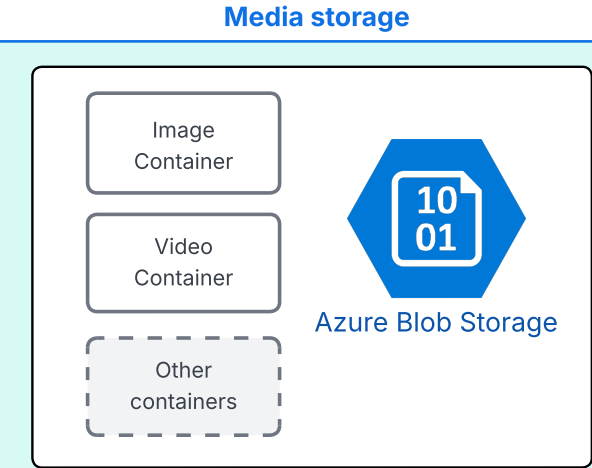 Media storage
Image
Container
Video
Container
Other
containers
10
01
Azure Blob Storage